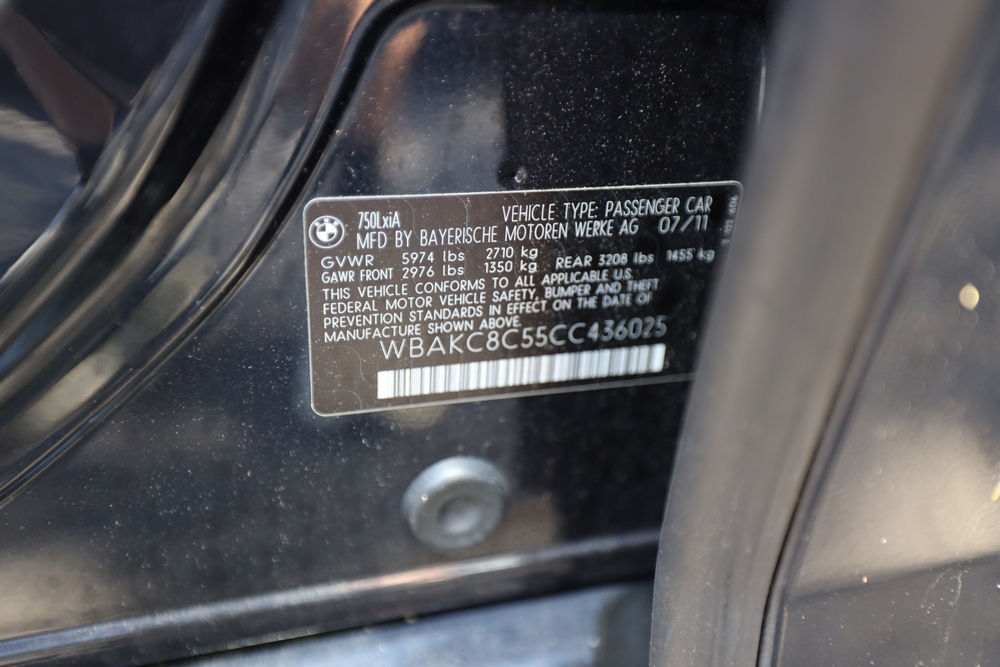 750LxiA VEHICLE TYPE: PASSENGER CAR
MFD BY BAYERISCHE MOTOREN WERKE AG 07/11
GVWR 5974 lbs 2710 kg
GAWR FRONT 2976 lbs 1350 kg REAR 3208 lbs 1455 kg
THIS VEHICLE CONFORMS TO ALL APPLICABLE U.S.
FEDERAL MOTOR VEHICLE SAFETY, BUMPER AND THEFT
PREVENTION STANDARDS IN EFFECT ON THE DATE OF
MANUFACTURE SHOWN ABOVE.
WBAKC8C55CC436025